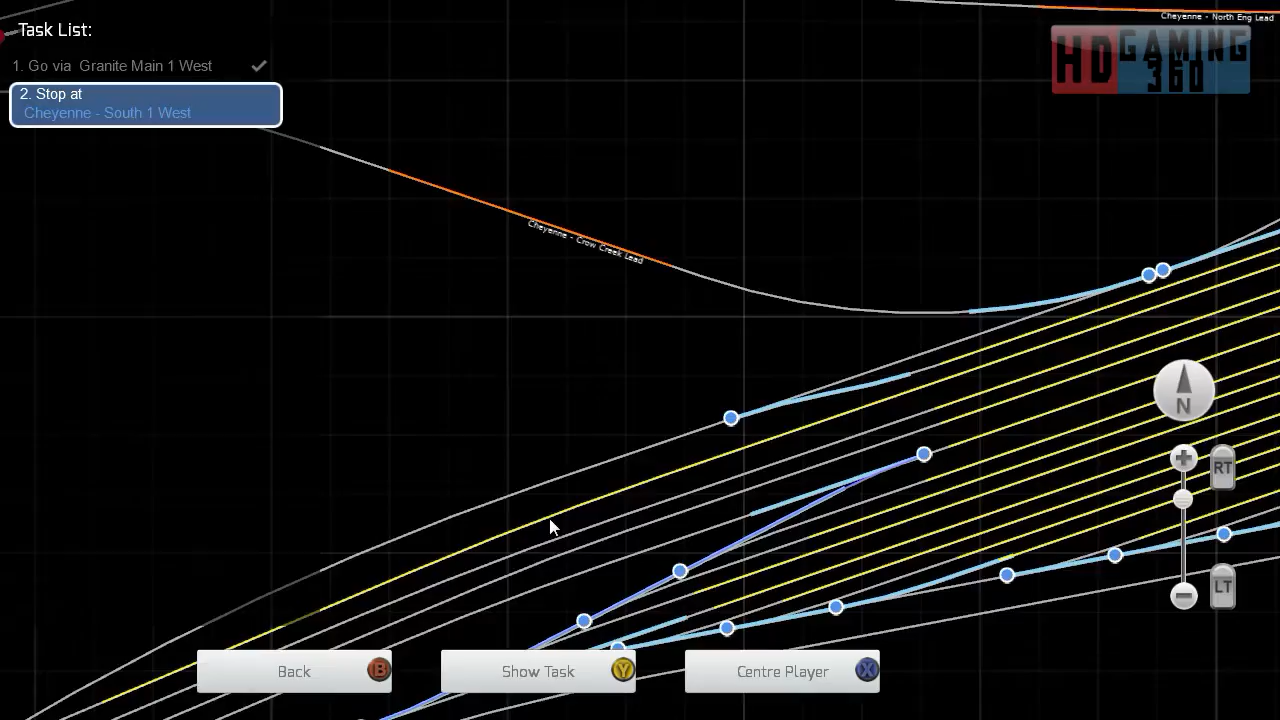 Cheyenne - North Eng Lead
Task List:
HD GAMING
360
1. Go via Granite Main 1 West
2. Stop at
Cheyenne - South 1 West
Cheyenne - Crow Creek Lead
N
RT
LT
Back B
Show Task Y
Centre Player X